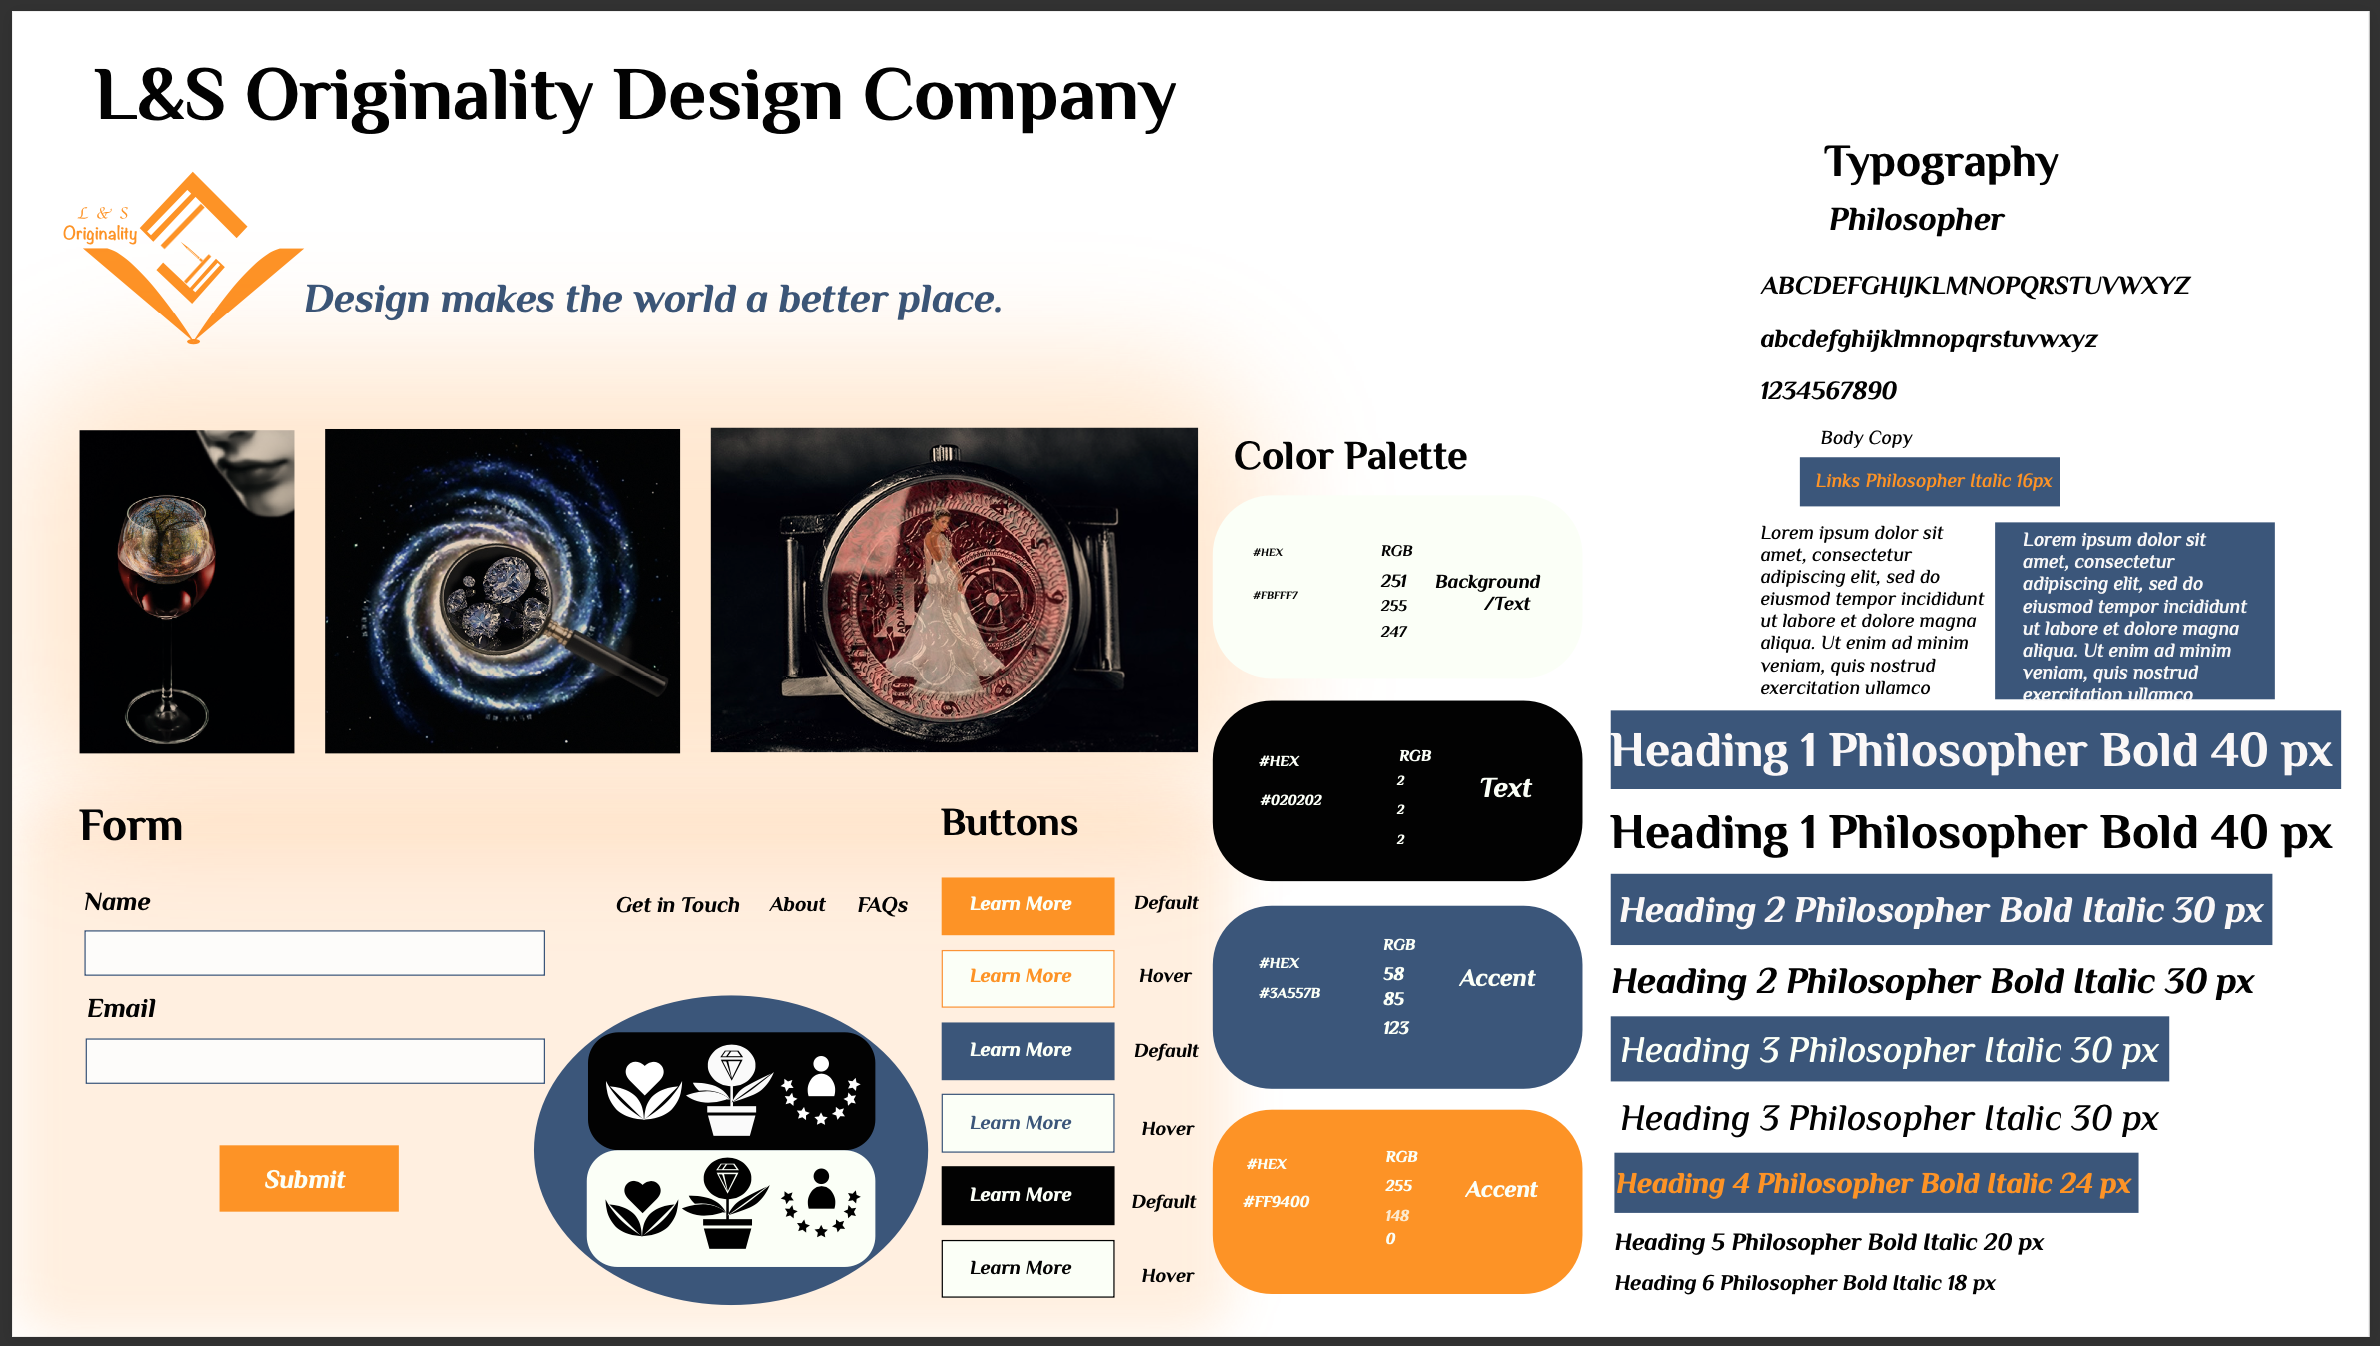 L&S Originality Design Company
L & S
Originality
Design makes the world a better place.
Typography
Philosopher
ABCDEFGHIJKLMNOPQRSTUVWXYZ
abcdefghijklmnopqrstuvwxyz
1234567890
Body Copy
Links Philosopher Italic 16px
Lorem ipsum dolor sit
amet, consectetur
adipiscing elit, sed do
eiusmod tempor incididunt
ut labore et dolore magna
aliqua. Ut enim ad minim
veniam, quis nostrud
exercitation ullamco
Lorem ipsum dolor sit
amet, consectetur
adipiscing elit, sed do
eiusmod tempor incididunt
ut labore et dolore magna
aliqua. Ut enim ad minim
veniam, quis nostrud
exercitation ullamco
Color Palette
#HEX
#FBFFF7
RGB
251
255
247
Background
/Text
#HEX
#020202
RGB
2
2
2
Text
#HEX
#3A557B
RGB
58
85
123
Accent
#HEX
#FF9400
RGB
255
148
0
Accent
Heading 1 Philosopher Bold 40 px
Heading 1 Philosopher Bold 40 px
Heading 2 Philosopher Bold Italic 30 px
Heading 2 Philosopher Bold Italic 30 px
Heading 3 Philosopher Italic 30 px
Heading 3 Philosopher Italic 30 px
Heading 4 Philosopher Bold Italic 24 px
Heading 5 Philosopher Bold Italic 20 px
Heading 6 Philosopher Bold Italic 18 px
Form
Name
Email
Submit
Get in Touch About FAQs
Buttons
Learn More Default
Learn More Hover
Learn More Default
Learn More Hover
Learn More Default
Learn More Hover